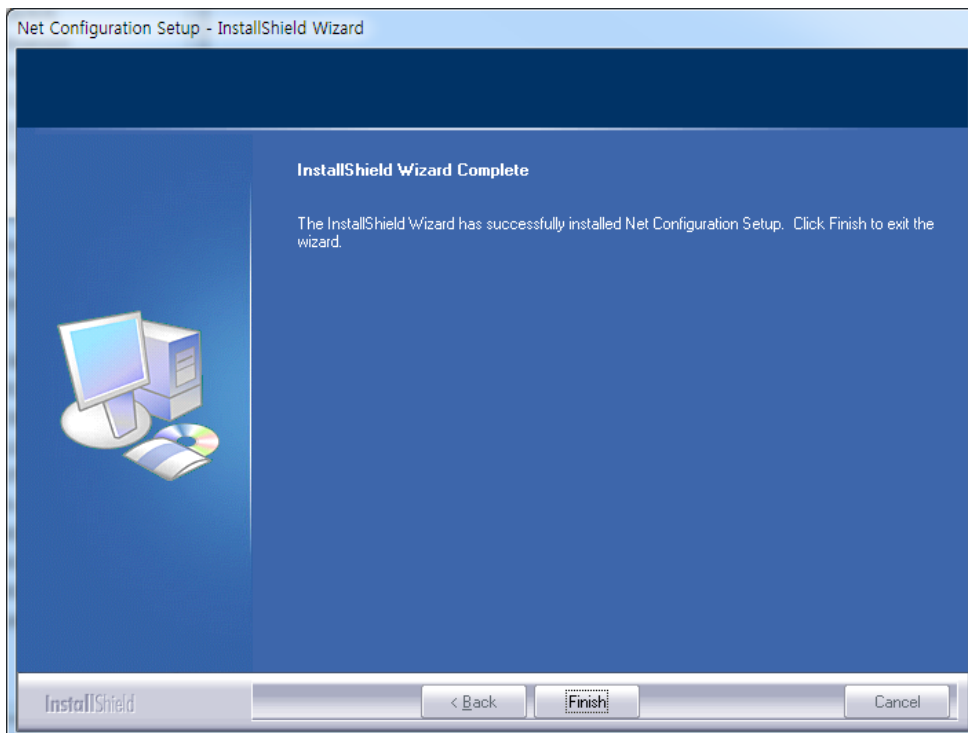 Net Configuration Setup - InstallShield Wizard
InstallShield Wizard Complete
The InstallShield Wizard has successfully installed Net Configuration Setup. Click Finish to exit the
wizard.
InstallShield
< Back
Finish
Cancel